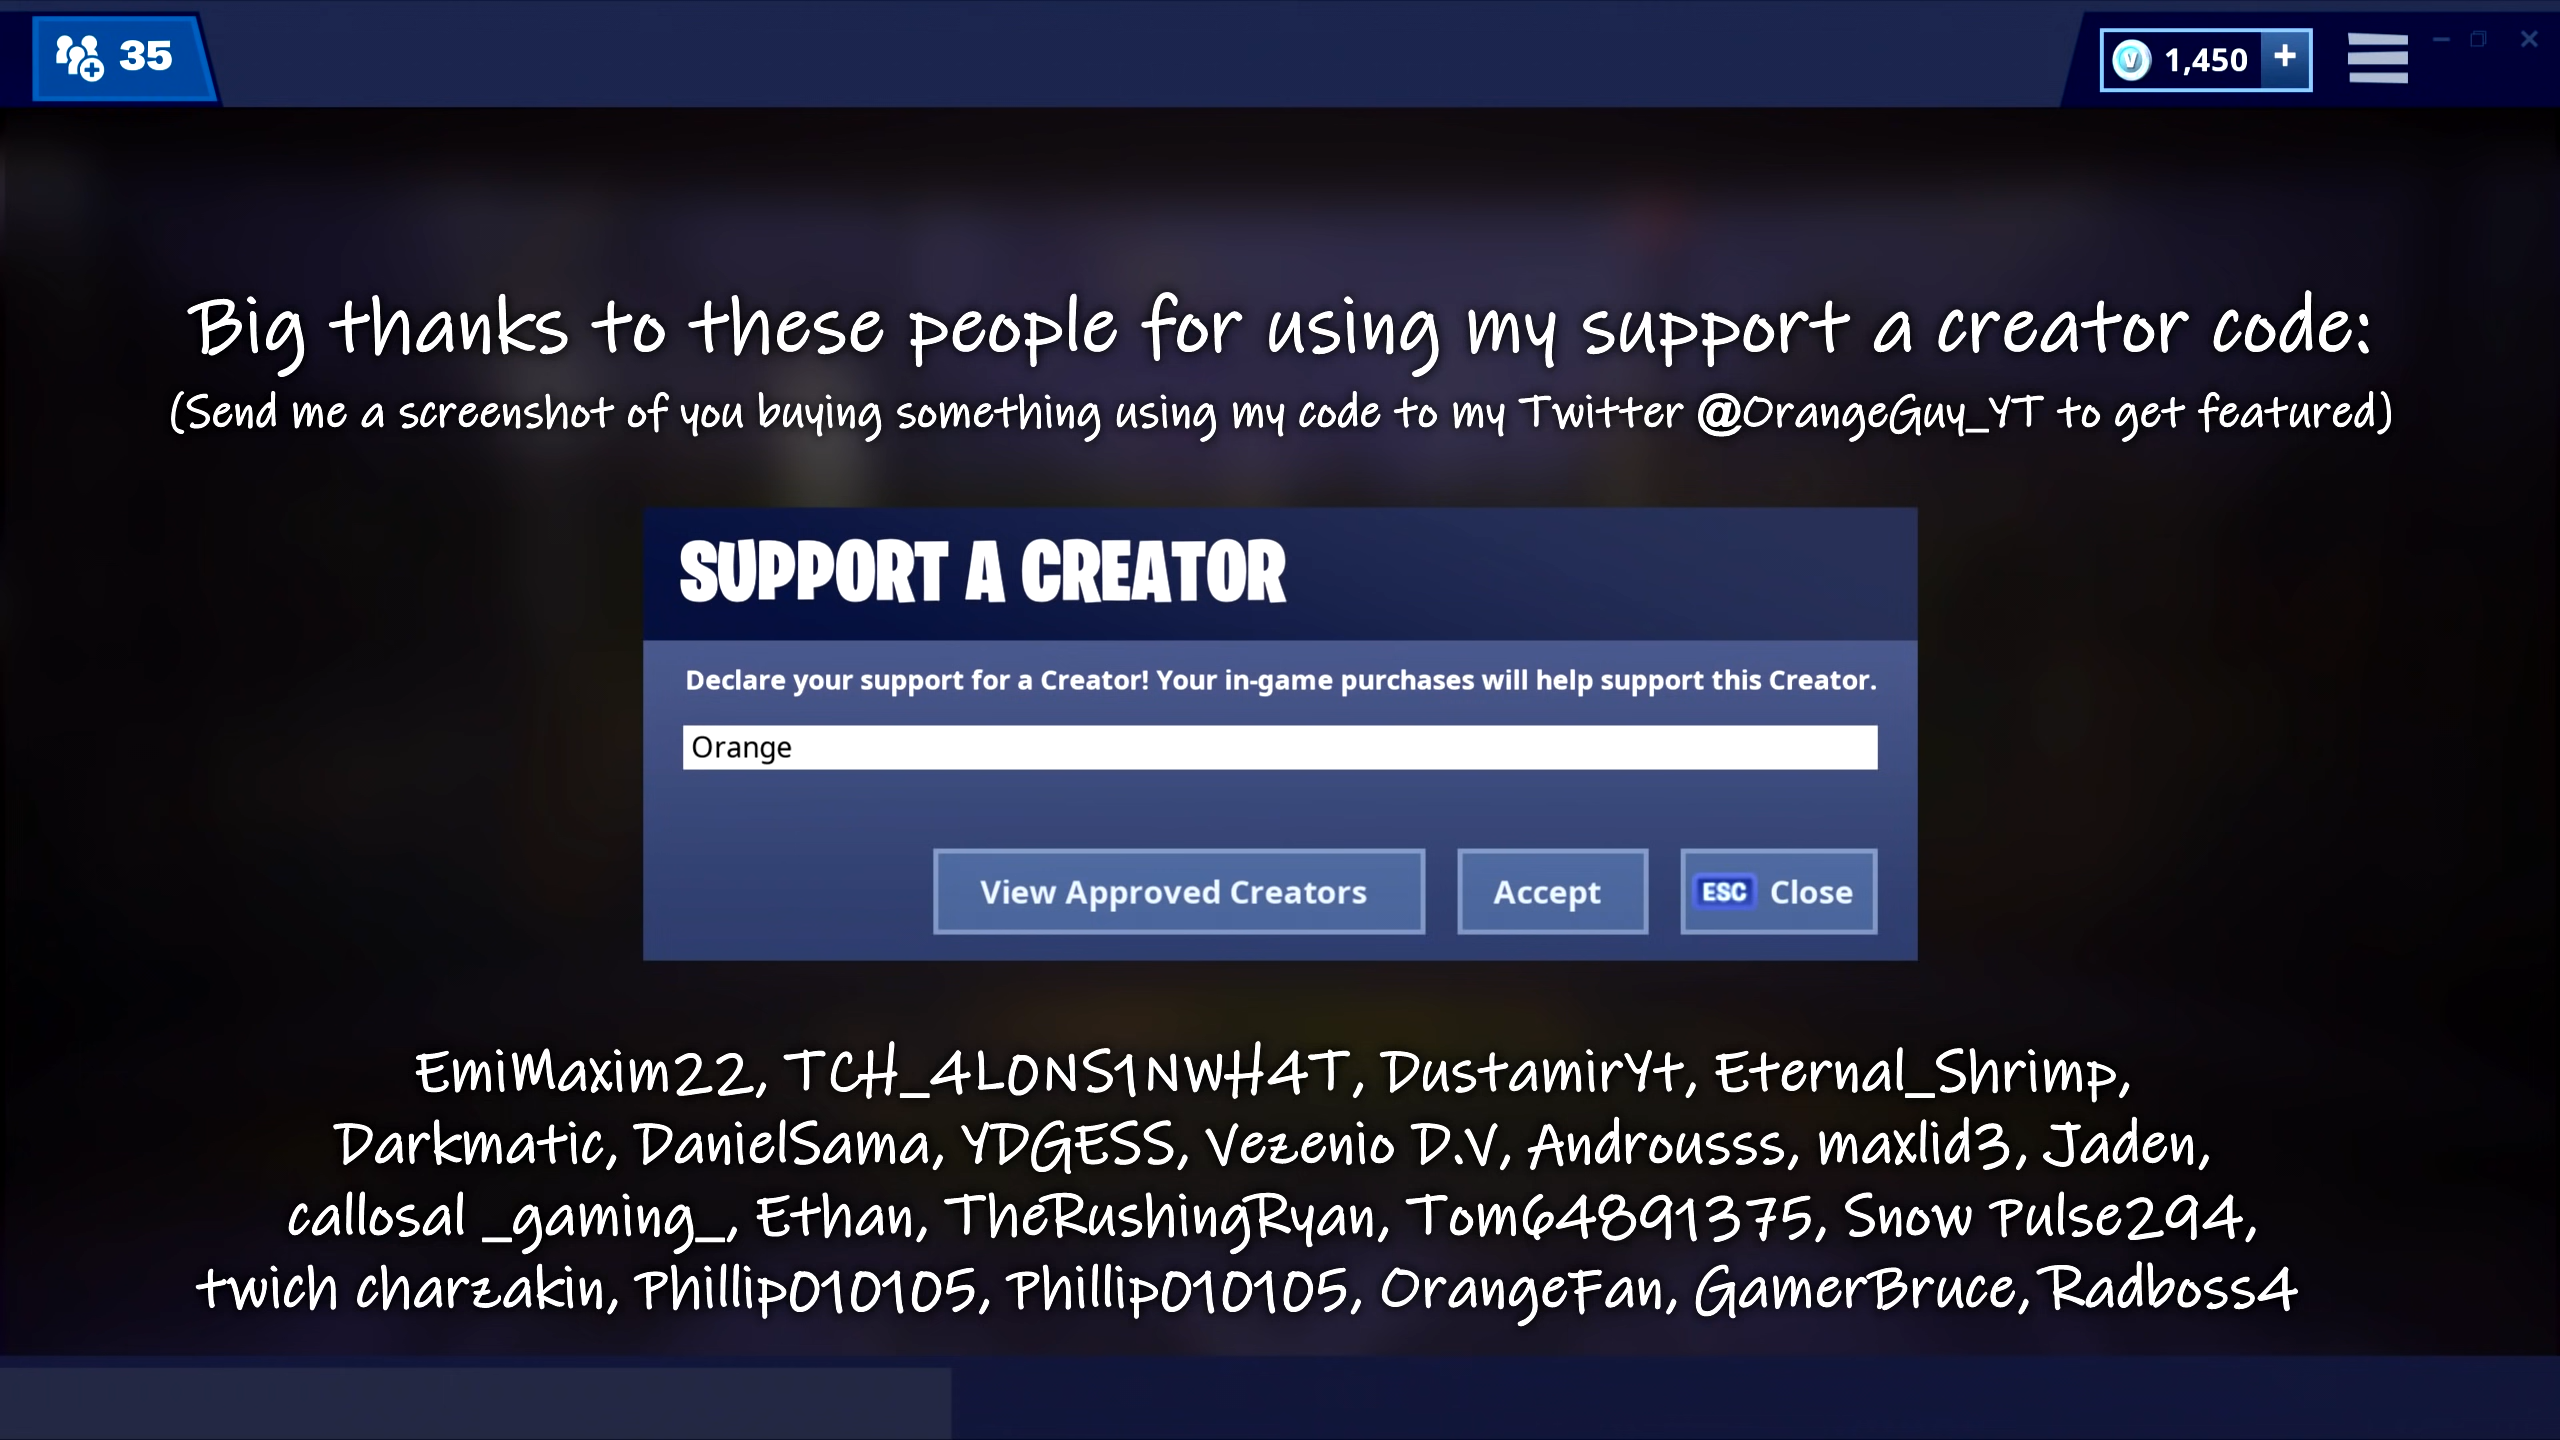 35
1,450 +
Big thanks to these people for using my support a creator code:
(Send me a screenshot of you buying something using my code to my Twitter @OrangeGuy_YT to get featured)
SUPPORT A CREATOR
Declare your support for a Creator! Your in-game purchases will help support this Creator.
Orange
View Approved Creators Accept ESC Close
EmiMaxim22, TCH_4LONS1NWH4T, DustamirYt, Eternal_Shrimp,
Darkmatic, DanielSama, YDGESS, Vezenio D.V, Androusss, maxlid3, Jaden,
callosal _gaming_, Ethan, TheRushingRyan, Tom64891375, Snow Pulse294,
twich charzakin, Phillip010105, Phillip010105, OrangeFan, GamerBruce, Radboss4